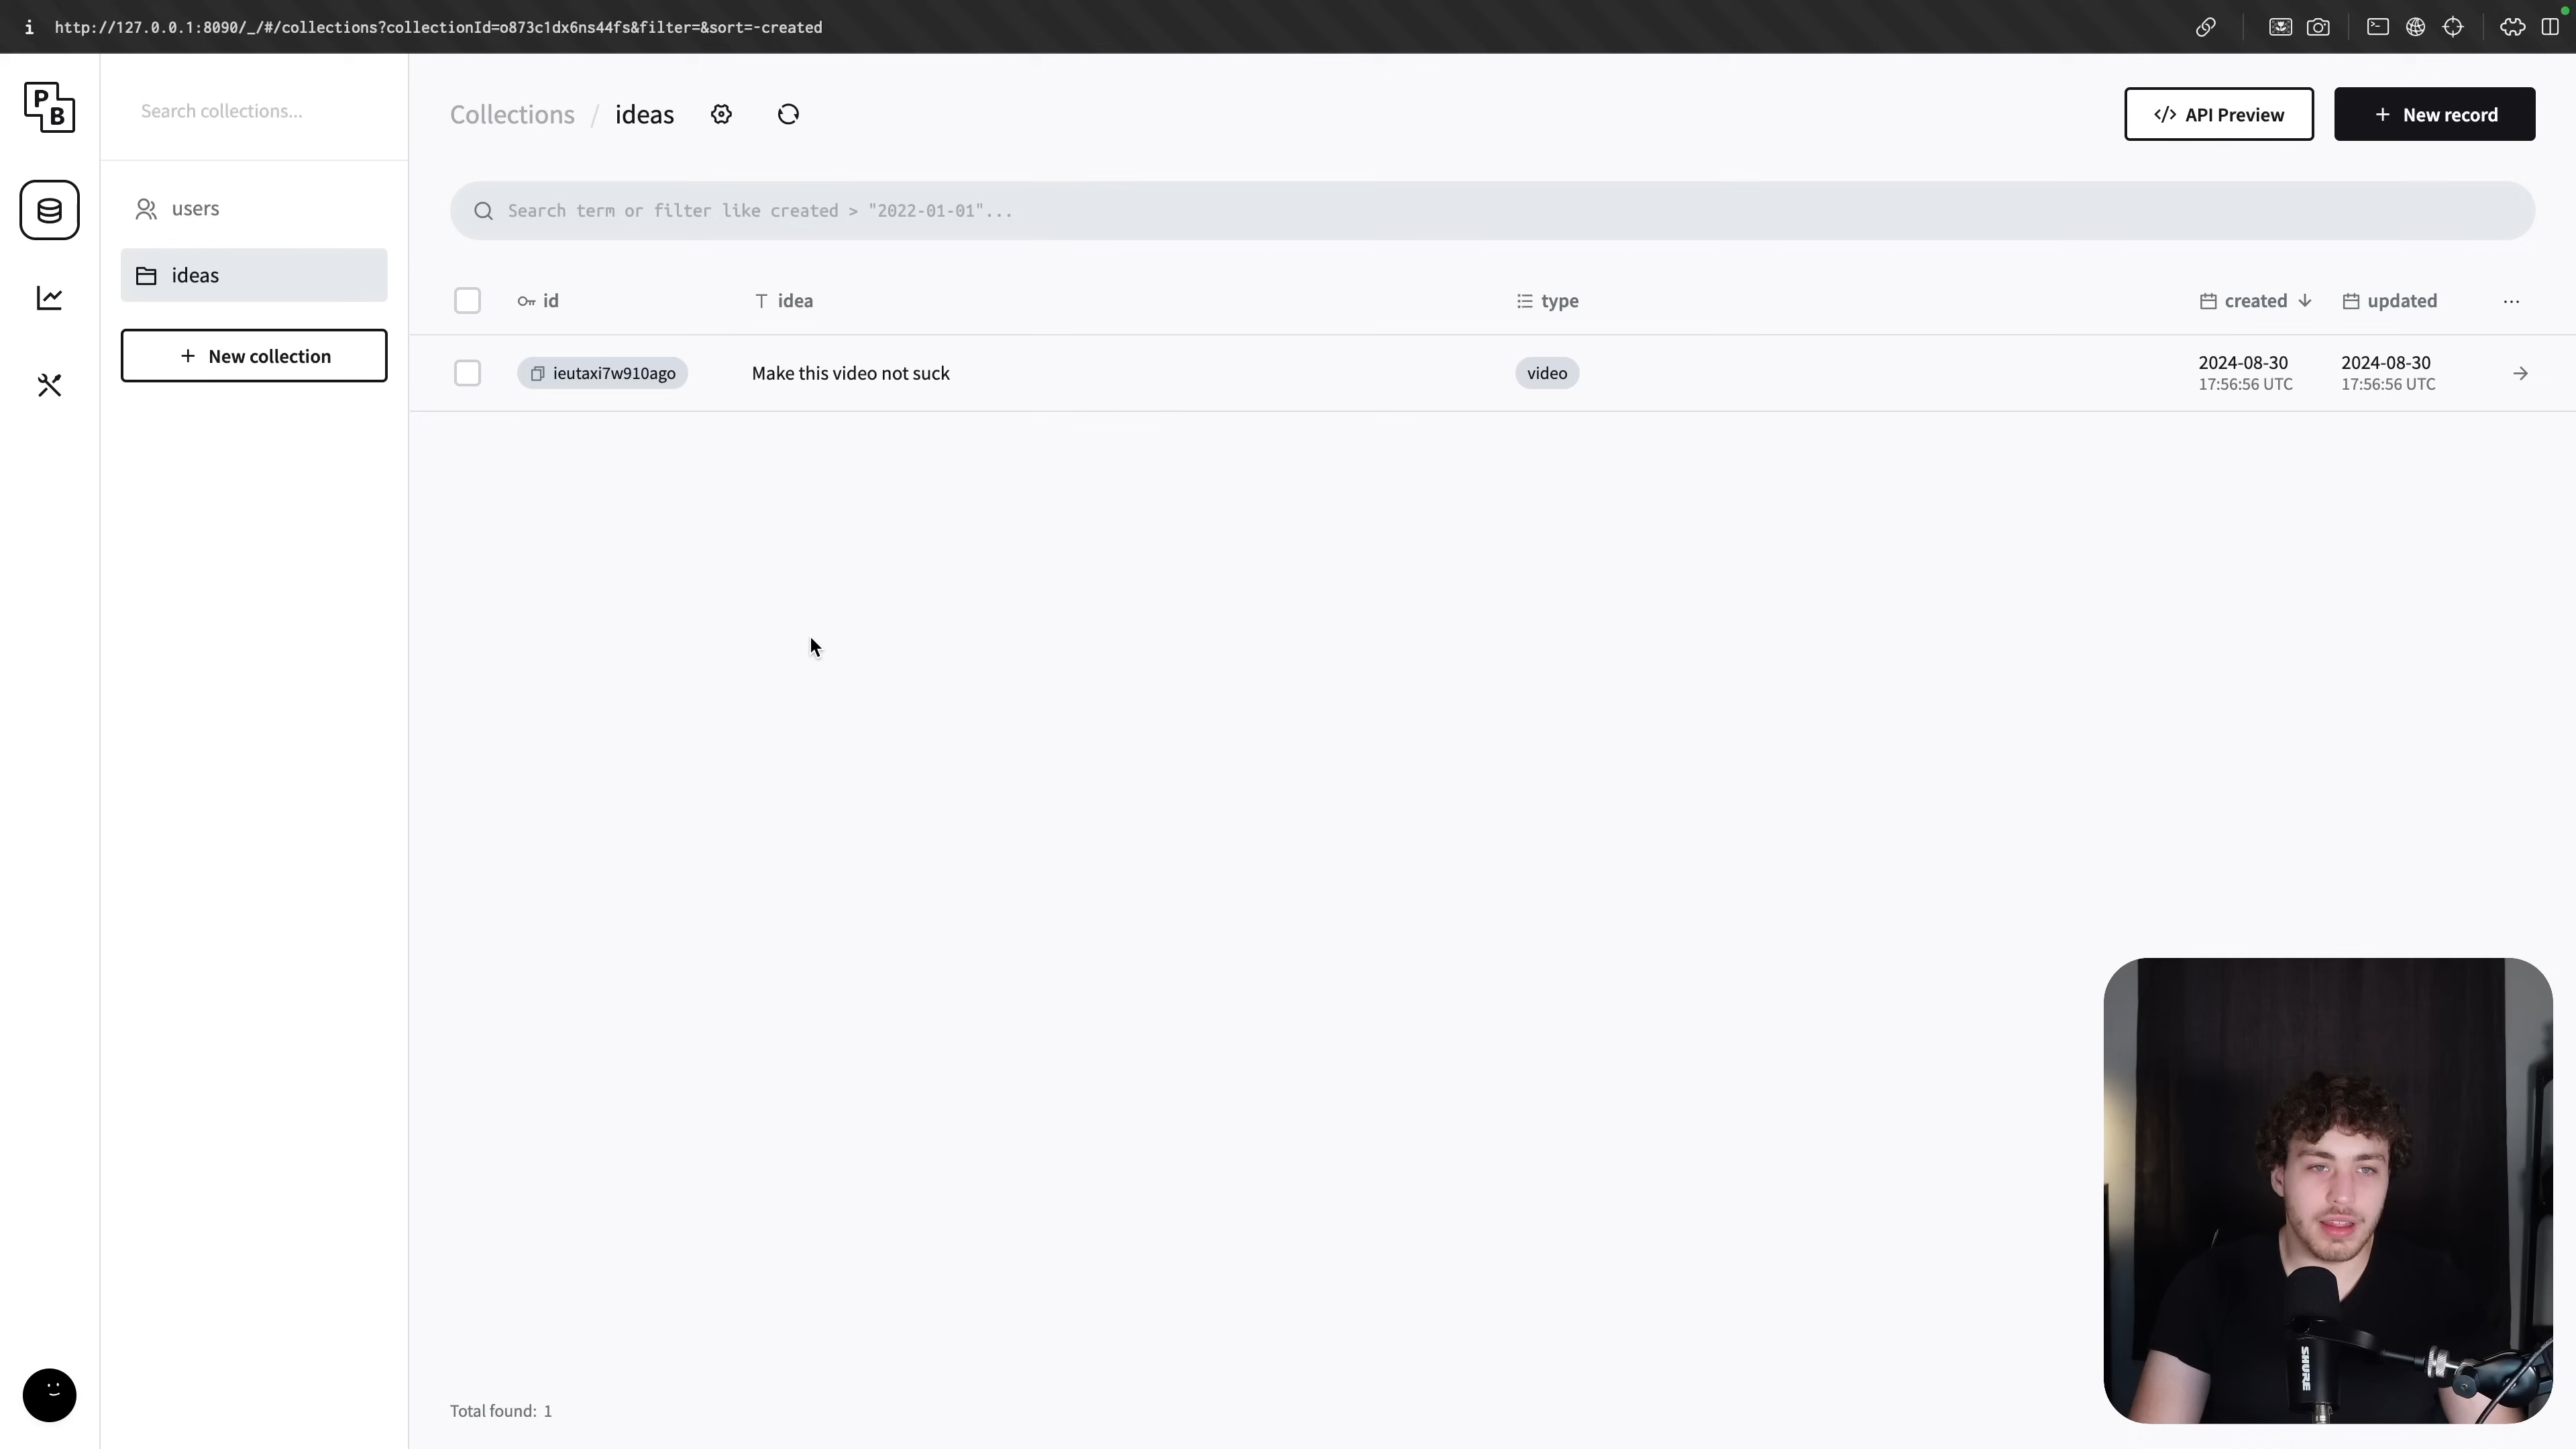 http://127.0.0.1:8090/_/#/collections?collectionId=o873c1dx6ns44fs&filter=&sort=-created
PB
Search collections...
users
ideas
+ New collection
Collections / ideas
</> API Preview
+ New record
Search term or filter like created > "2022-01-01"...
id idea type created updated
ieutaxi7w910ago Make this video not suck video 2024-08-30 2024-08-30
17:56:56 UTC 17:56:56 UTC
Total found: 1
SHURE